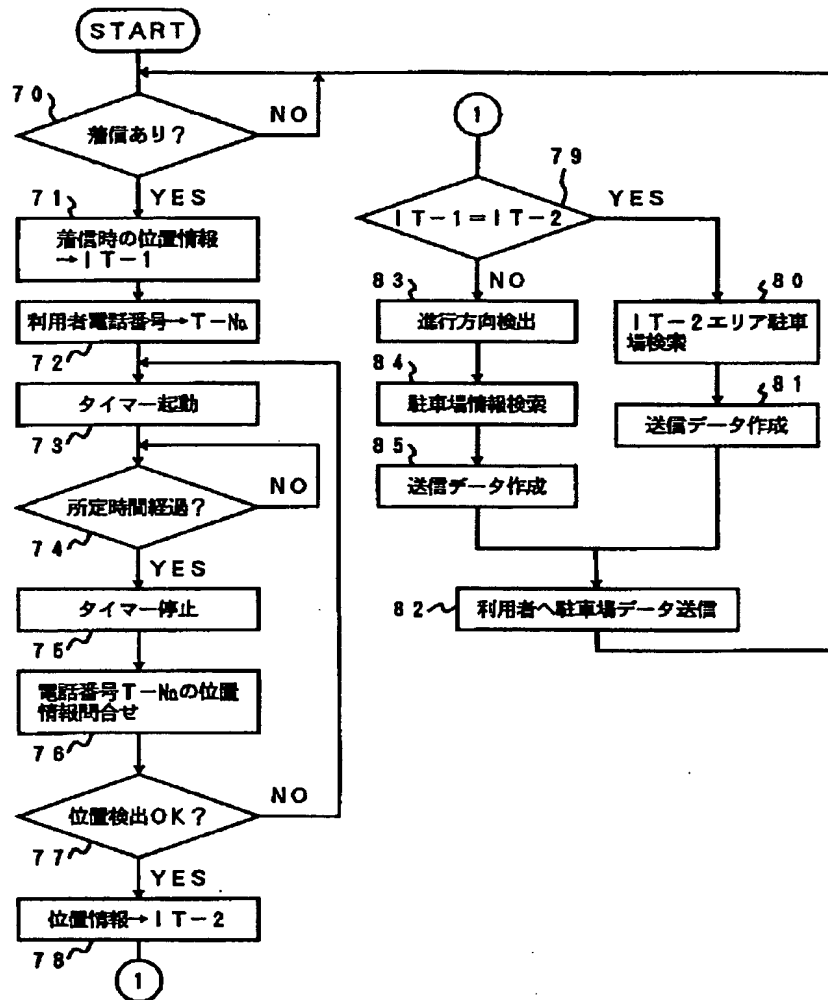 START
70
着信あり?
NO
YES
71
着信時の位置情報
→IT-1
利用者電話番号→T-No
72
タイマー起動
73
所定時間経過?
NO
74
YES
タイマー停止
75
電話番号T-Noの位置
情報問合せ
76
位置検出OK?
NO
77
YES
位置情報→IT-2
78
1
1
79
IT-1=IT-2
YES
NO
83
進行方向検出
80
IT-2エリア駐車
場検索
84
駐車場情報検索
81
送信データ作成
85
送信データ作成
82
利用者へ駐車場データ送信